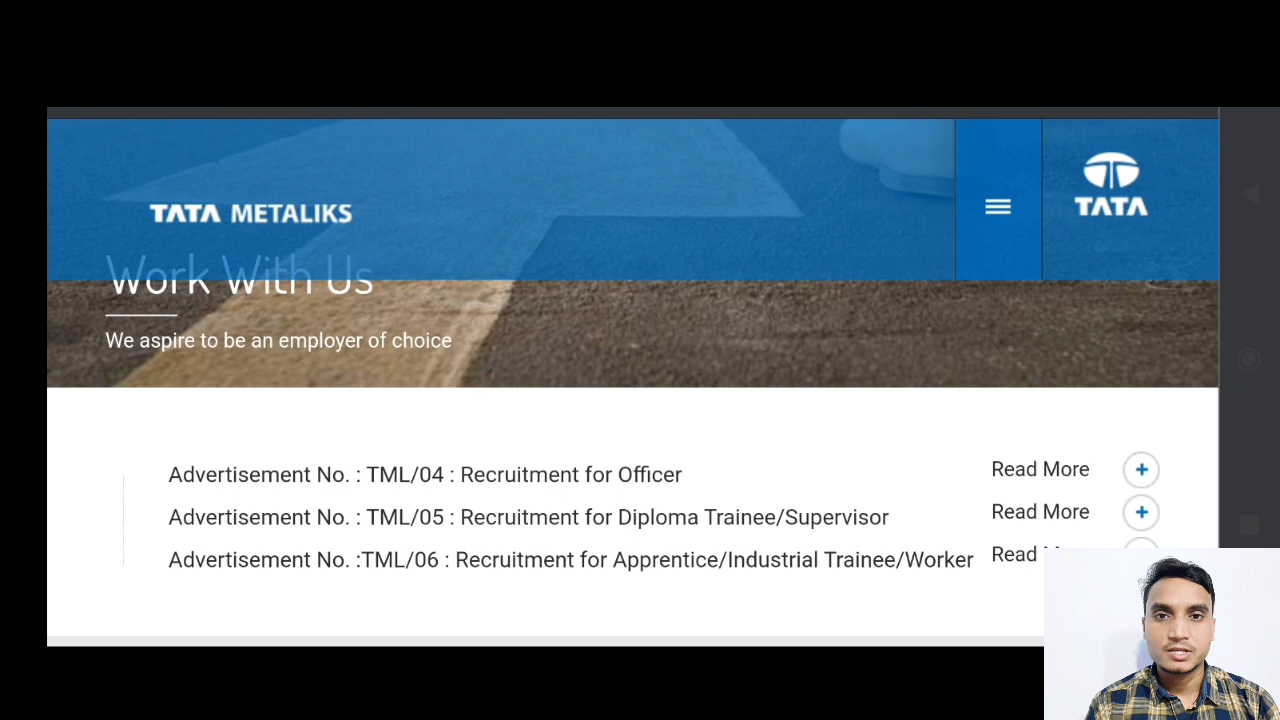 TATA METALIKS
TATA
Work With Us
We aspire to be an employer of choice
Advertisement No. : TML/04 : Recruitment for Officer Read More +
Advertisement No. : TML/05 : Recruitment for Diploma Trainee/Supervisor Read More +
Advertisement No. :TML/06 : Recruitment for Apprentice/Industrial Trainee/Worker Read